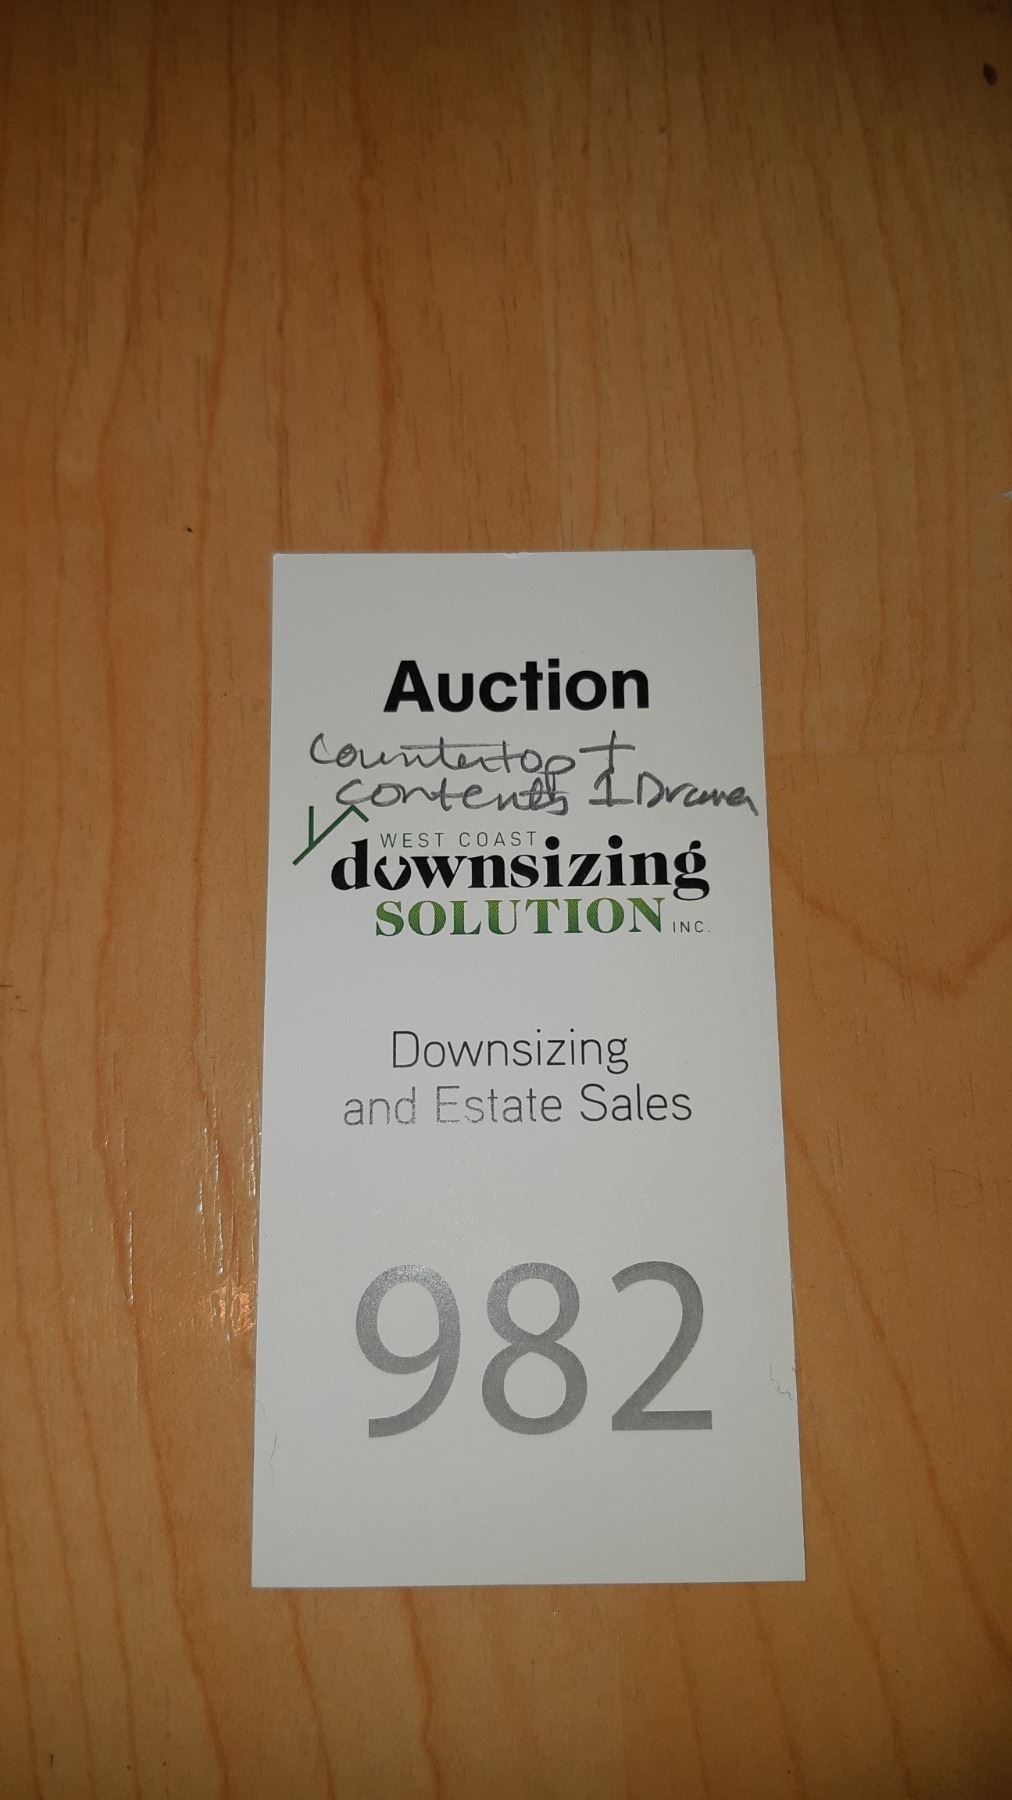 Auction
Countertop +
contents 1 Drawer
WEST COAST
downsizing
SOLUTION INC.
Downsizing
and Estate Sales
982